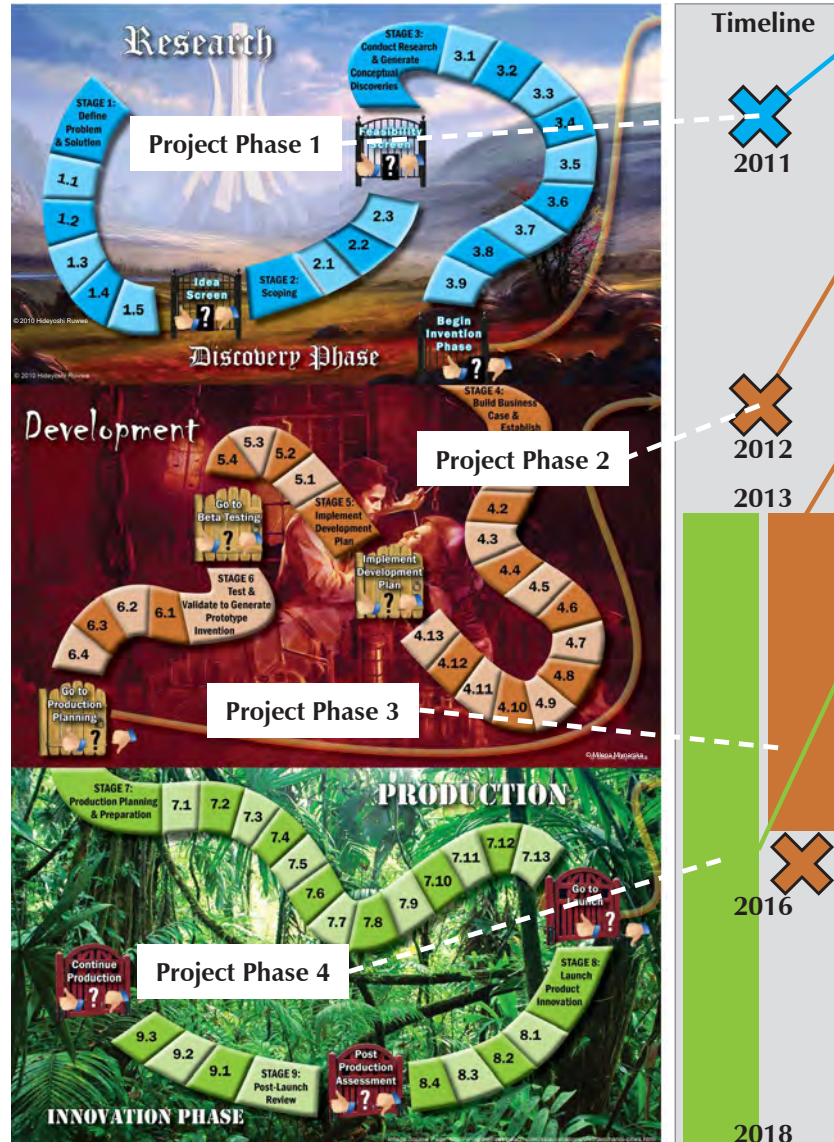 Research
STAGE 1:
Define
Problem
& Solution
1.1
1.2
1.3
1.4
1.5
Idea
Screen
?
STAGE 2:
Scoping
2.1
2.2
2.3
Feasibility
Screen
?
STAGE 3:
Conduct Research
& Generate
Conceptual
Discoveries
3.1
3.2
3.3
3.4
3.5
3.6
3.7
3.8
3.9
Begin
Invention
Phase
?
Project Phase 1
© 2010 Hideyoshi Ruwwe
© 2010 Hideyoshi Ruwwe
Discovery Phase
Development
STAGE 4:
Build Business
Case &
Establish
Project Phase 2
4.2
4.3
4.4
4.5
4.6
4.7
4.8
4.9
4.10
4.11
4.12
4.13
Implement
Development
Plan
?
STAGE 5:
Implement
Development
Plan
5.1
5.2
5.3
5.4
Go to
Beta Testing
?
STAGE 6
Test &
Validate to Generate
Prototype
Invention
6.1
6.2
6.3
6.4
Go to
Production
Planning
?
Project Phase 3
© Milena Mlynarska
PRODUCTION
STAGE 7:
Production Planning
& Preparation
7.1
7.2
7.3
7.4
7.5
7.6
7.7
7.8
7.9
7.10
7.11
7.12
7.13
Go to
Launch
?
Project Phase 4
STAGE 8:
Launch
Product
Innovation
8.1
8.2
8.3
8.4
Post
Production
Assessment
?
STAGE 9:
Post-Launch
Review
9.1
9.2
9.3
Continue
Production
?
INNOVATION PHASE
Timeline
2011
2012
2013
2016
2018